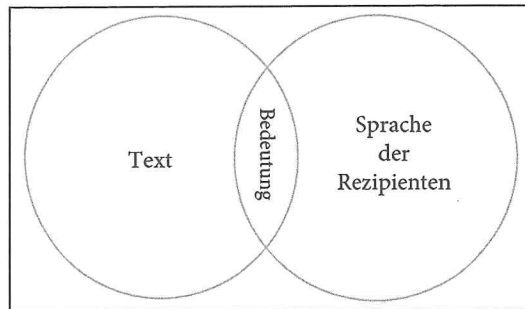 Text
Bedeutung
Sprache
der
Rezipienten